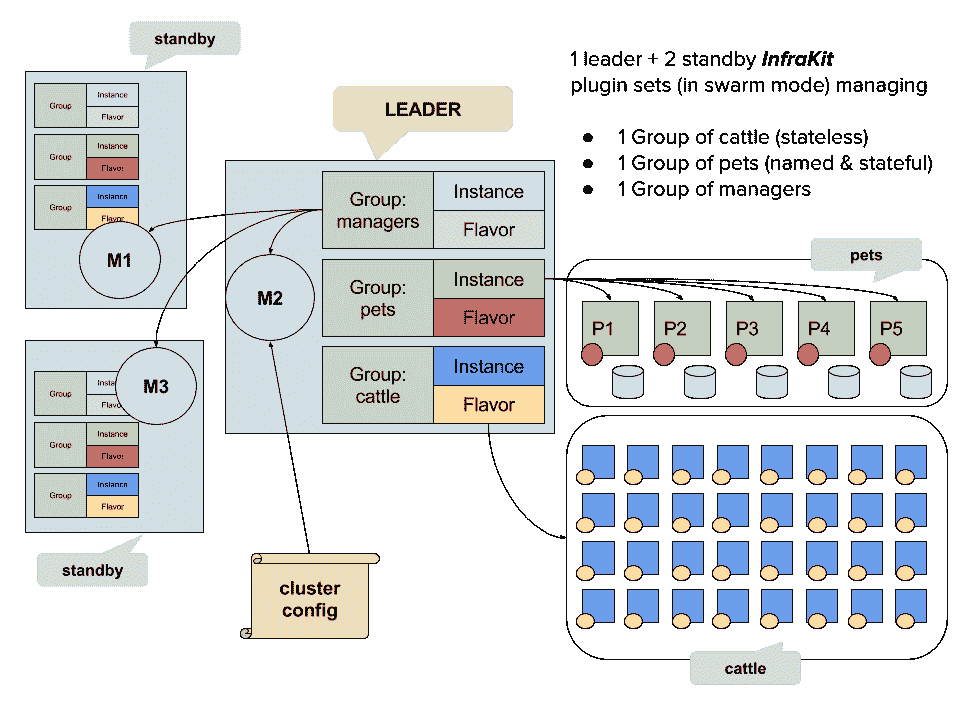 standby
Group
Instance
Flavor
Group
Instance
Flavor
Group
Instance
Flavor
M1
LEADER
1 leader + 2 standby InfraKit
plugin sets (in swarm mode) managing
● 1 Group of cattle (stateless)
● 1 Group of pets (named & stateful)
● 1 Group of managers
Group:
managers
Instance
Flavor
M2
Group:
pets
Instance
Flavor
Group:
cattle
Instance
Flavor
pets
P1
P2
P3
P4
P5
M3
Group
Flavor
Group
Instance
Flavor
Group
Instance
Flavor
standby
cluster
config
cattle